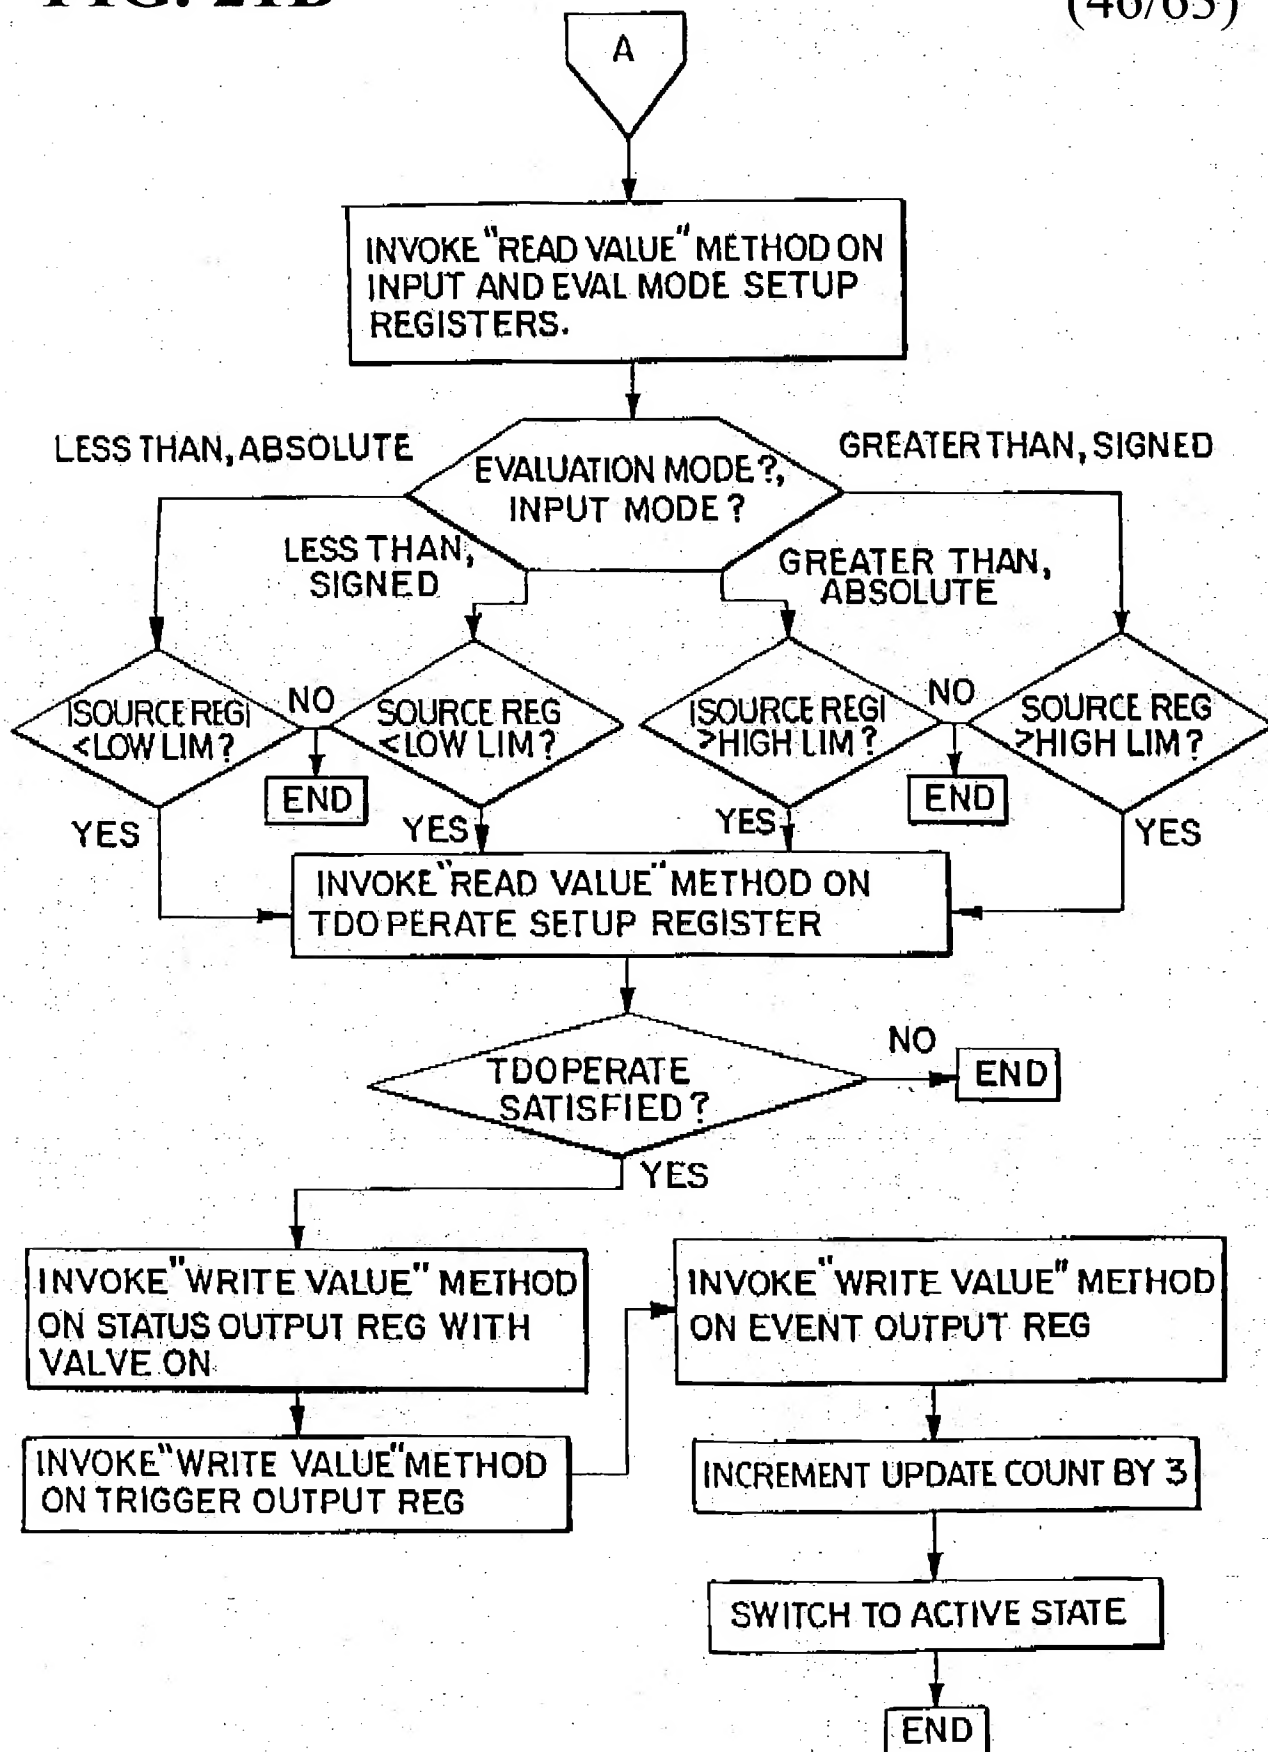 FIG. 21B
(46/65)
A
INVOKE "READ VALUE" METHOD ON
INPUT AND EVAL MODE SETUP
REGISTERS.
LESS THAN, ABSOLUTE
EVALUATION MODE?,
INPUT MODE?
GREATER THAN, SIGNED
LESS THAN,
SIGNED
GREATER THAN,
ABSOLUTE
|SOURCE REG|
<LOW LIM?
NO
SOURCE REG
<LOW LIM?
|SOURCE REG|
>HIGH LIM?
NO
SOURCE REG
>HIGH LIM?
END
END
YES
YES
YES
YES
INVOKE "READ VALUE" METHOD ON
TDOPERATE SETUP REGISTER
TDOPERATE
SATISFIED?
NO
END
YES
INVOKE "WRITE VALUE" METHOD
ON STATUS OUTPUT REG WITH
VALVE ON
INVOKE "WRITE VALUE" METHOD
ON TRIGGER OUTPUT REG
INVOKE "WRITE VALUE" METHOD
ON EVENT OUTPUT REG
INCREMENT UPDATE COUNT BY 3
SWITCH TO ACTIVE STATE
END